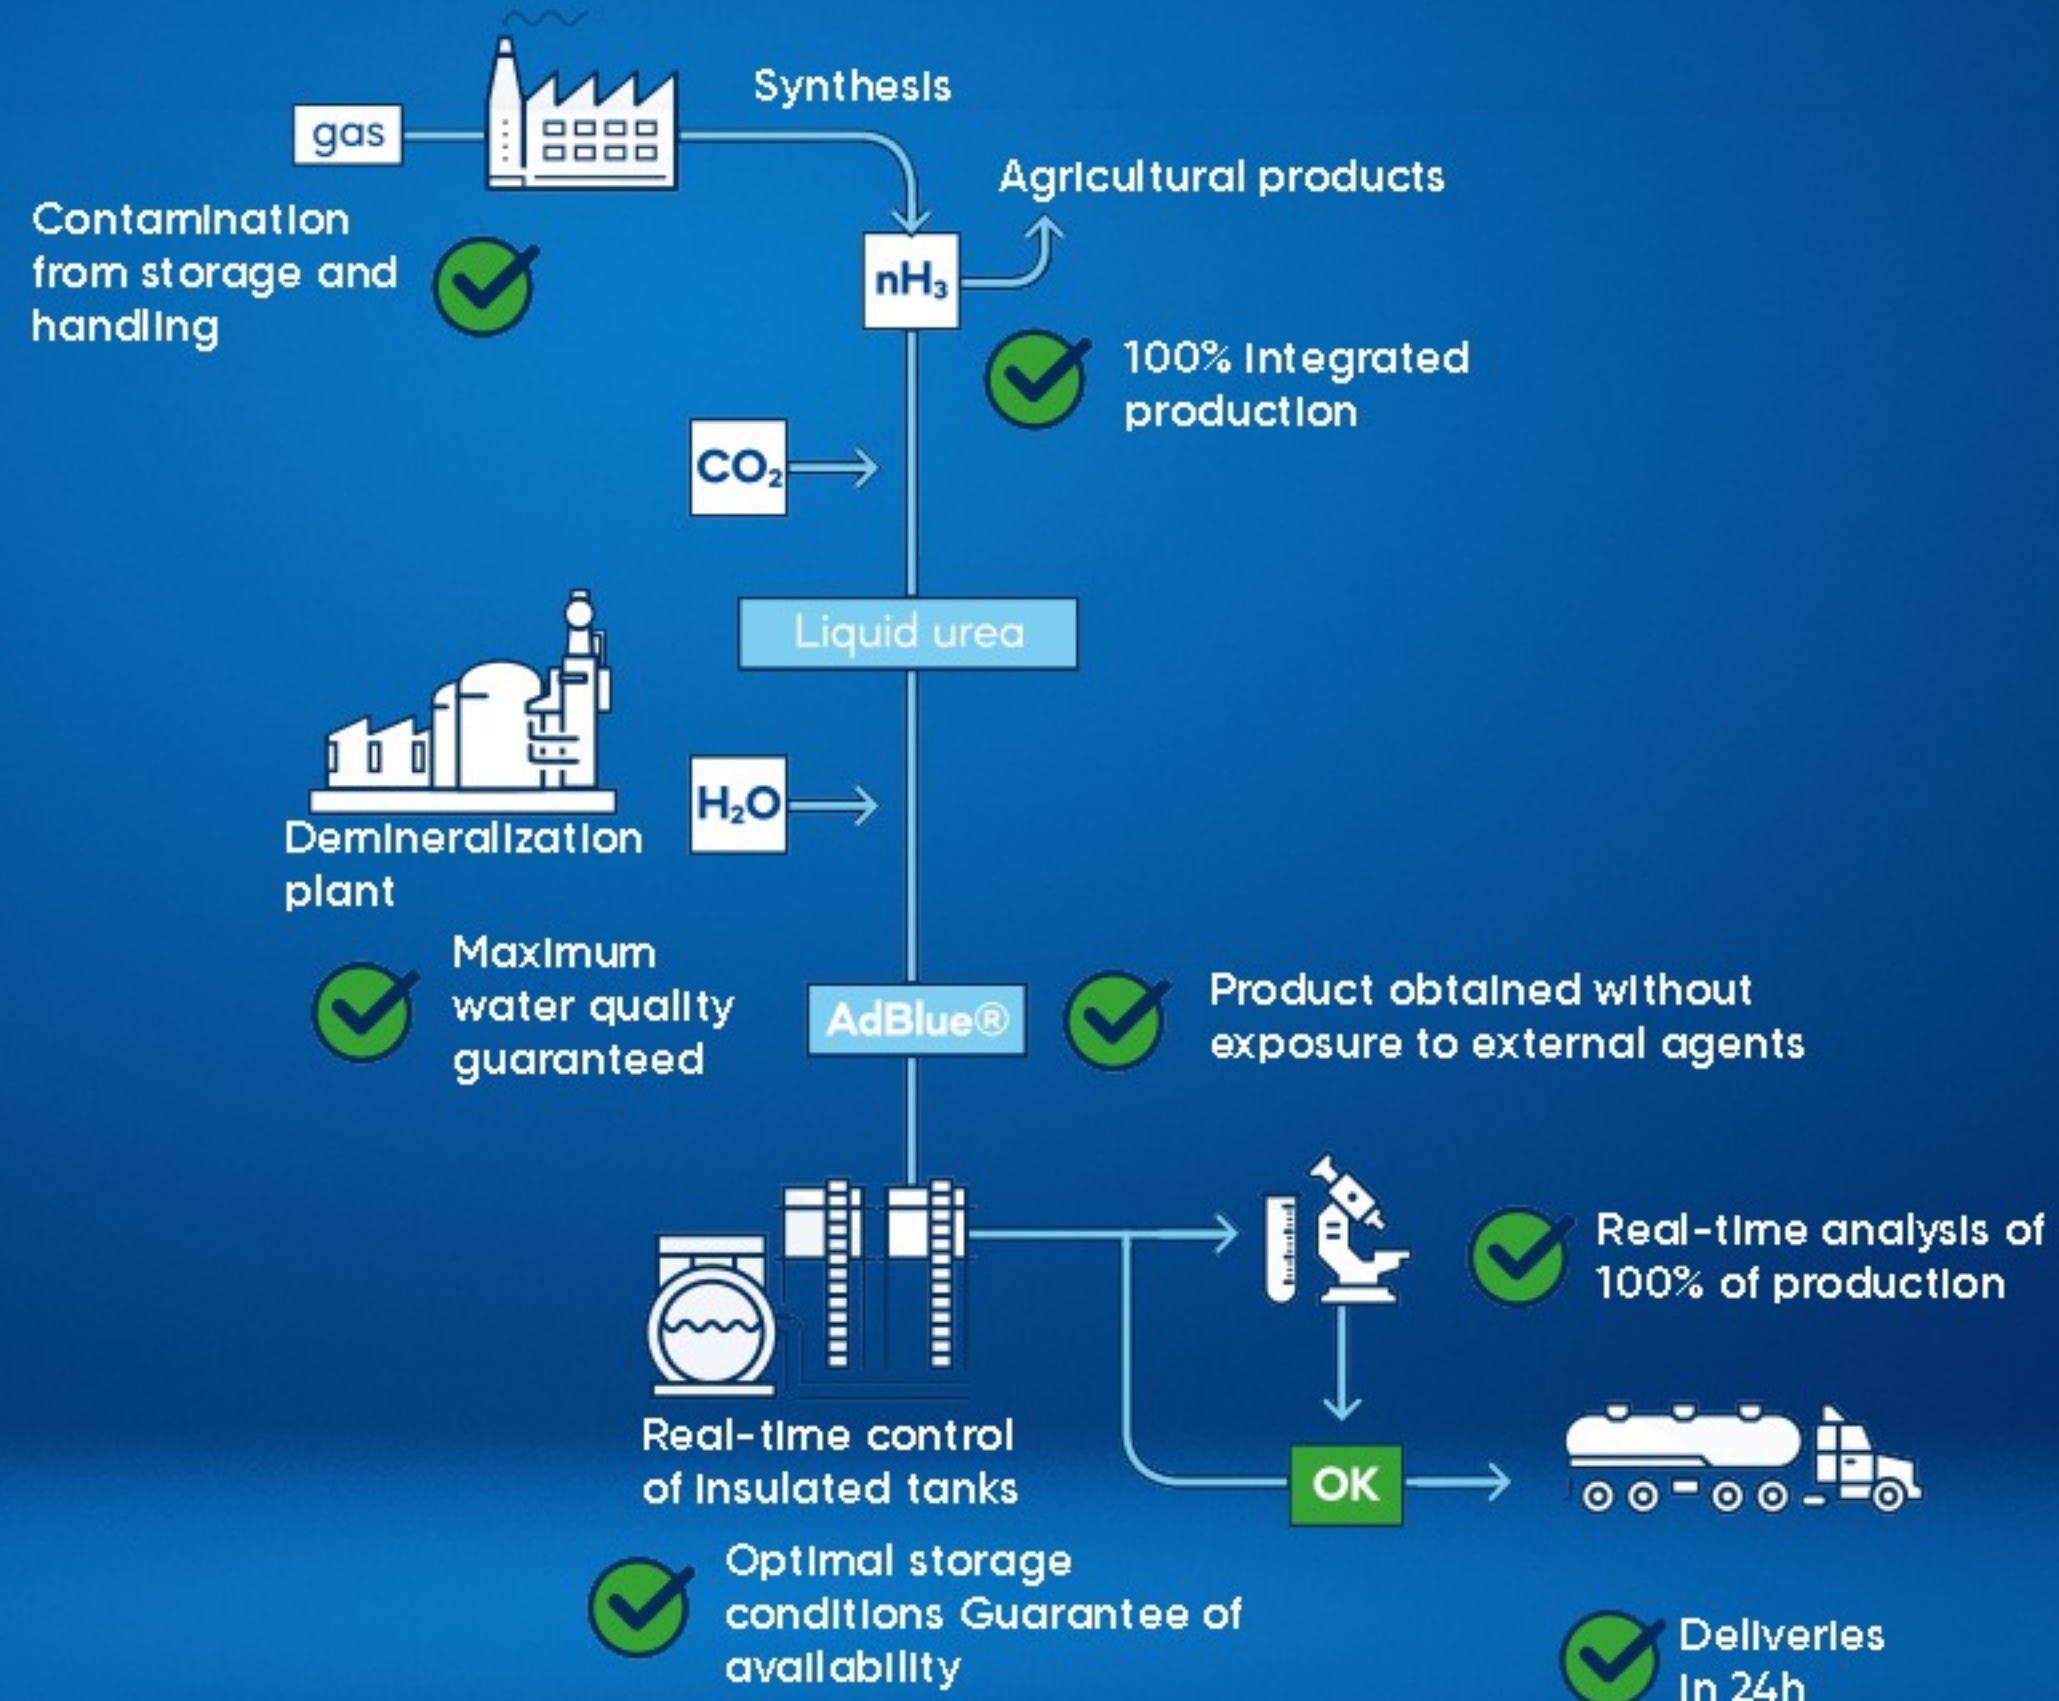 Synthesis
gas
Agricultural products
Contamination
from storage and
handling
nH₃
100% Integrated
production
CO₂
Liquid urea
H₂O
Demineralization
plant
Maximum
water quality
guaranteed
AdBlue®
Product obtained without
exposure to external agents
Real-time analysis of
100% of production
Real-time control
of Insulated tanks
OK
Optimal storage
conditions Guarantee of
availability
Deliveries
In 24h